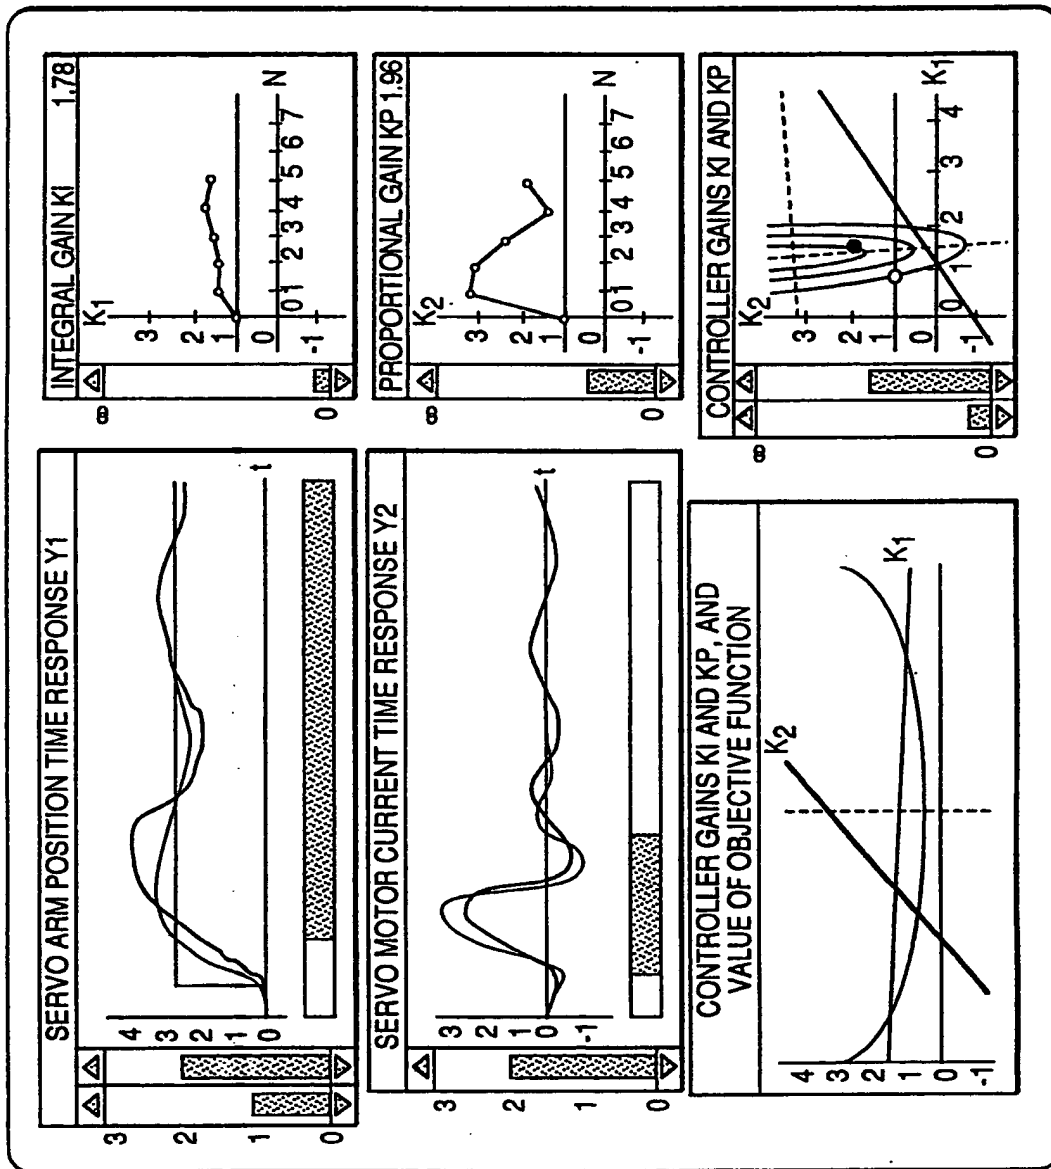 SERVO ARM POSITION TIME RESPONSE Y1
3
2
1
0
4
3
2
1
0
t
INTEGRAL GAIN KI 1.78
∞
0
K1
3
2
1
0
-1
0 1 2 3 4 5 6 7 N
SERVO MOTOR CURRENT TIME RESPONSE Y2
3
2
1
0
3
2
1
0
-1
t
PROPORTIONAL GAIN KP 1.96
∞
0
K2
3
2
1
0
-1
0 1 2 3 4 5 6 7 N
CONTROLLER GAINS KI AND KP, AND
VALUE OF OBJECTIVE FUNCTION
4
3
2
1
0
-1
K2
K1
CONTROLLER GAINS KI AND KP
∞
0
K2
3
2
1
0
-1
0 1 2 3 4 K1